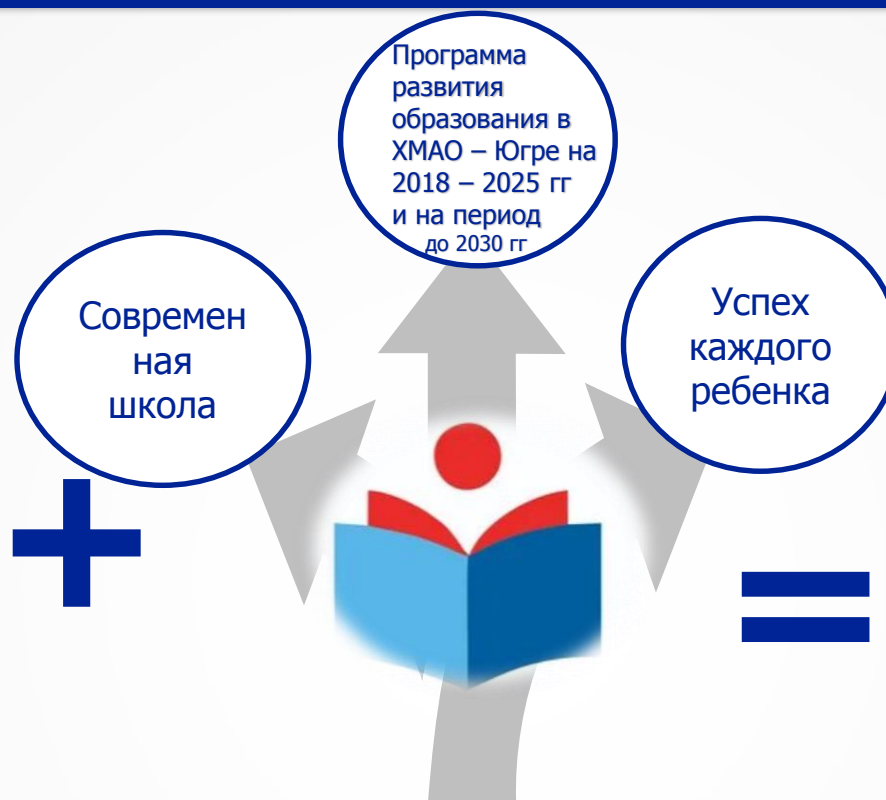 Программа
развития
образования в
ХМАО – Югре на
2018 – 2025 гг
и на период
до 2030 гг
Современ
ная
школа
Успех
каждого
ребенка
+
=